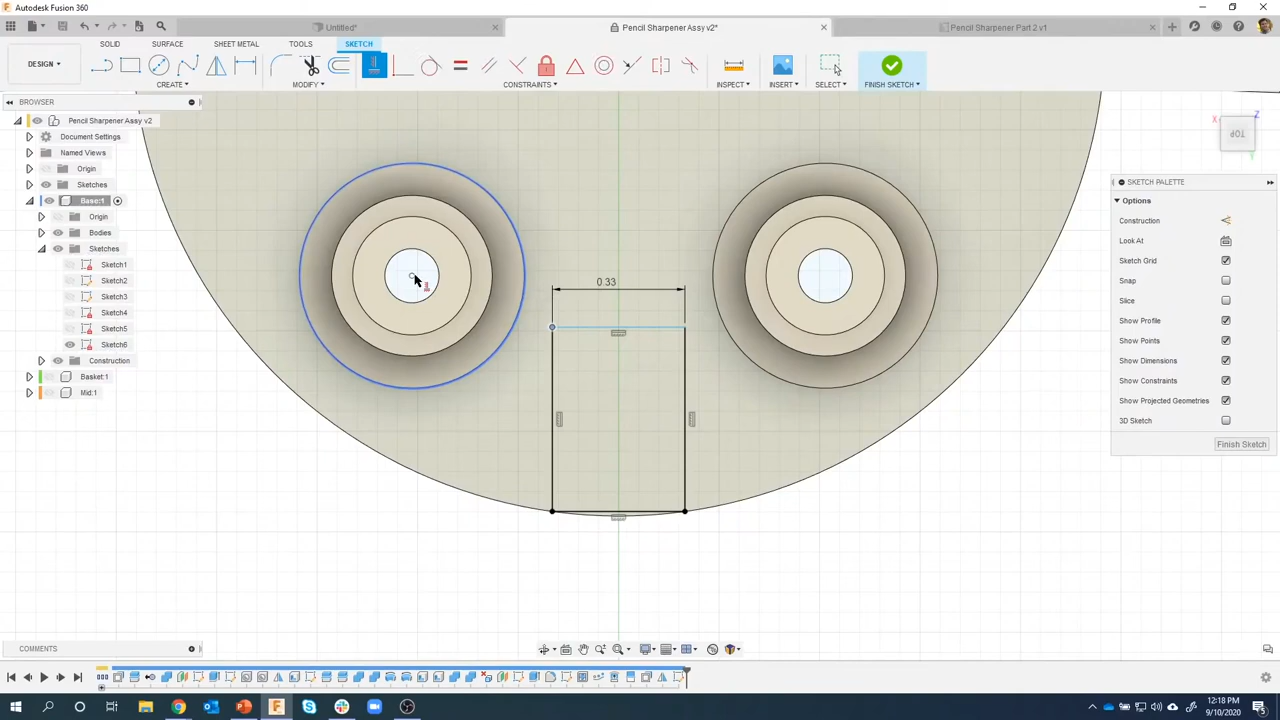 Autodesk Fusion 360
Untitled*
Pencil Sharpener Assy v2*
Pencil Sharpener Part 2 v1
SOLID
SURFACE
SHEET METAL
TOOLS
SKETCH
DESIGN
CREATE
MODIFY
CONSTRAINTS
INSPECT
INSERT
SELECT
FINISH SKETCH
BROWSER
Pencil Sharpener Assy v2
Document Settings
Named Views
Origin
Sketches
Base:1
Origin
Bodies
Sketches
Sketch1
Sketch2
Sketch3
Sketch4
Sketch5
Sketch6
Construction
Basket:1
Mid:1
0.33
X
Z
Y
TOP
SKETCH PALETTE
Options
Construction
Look At
Sketch Grid
Snap
Slice
Show Profile
Show Points
Show Dimensions
Show Constraints
Show Projected Geometries
3D Sketch
Finish Sketch
COMMENTS
12:18 PM
9/10/2020